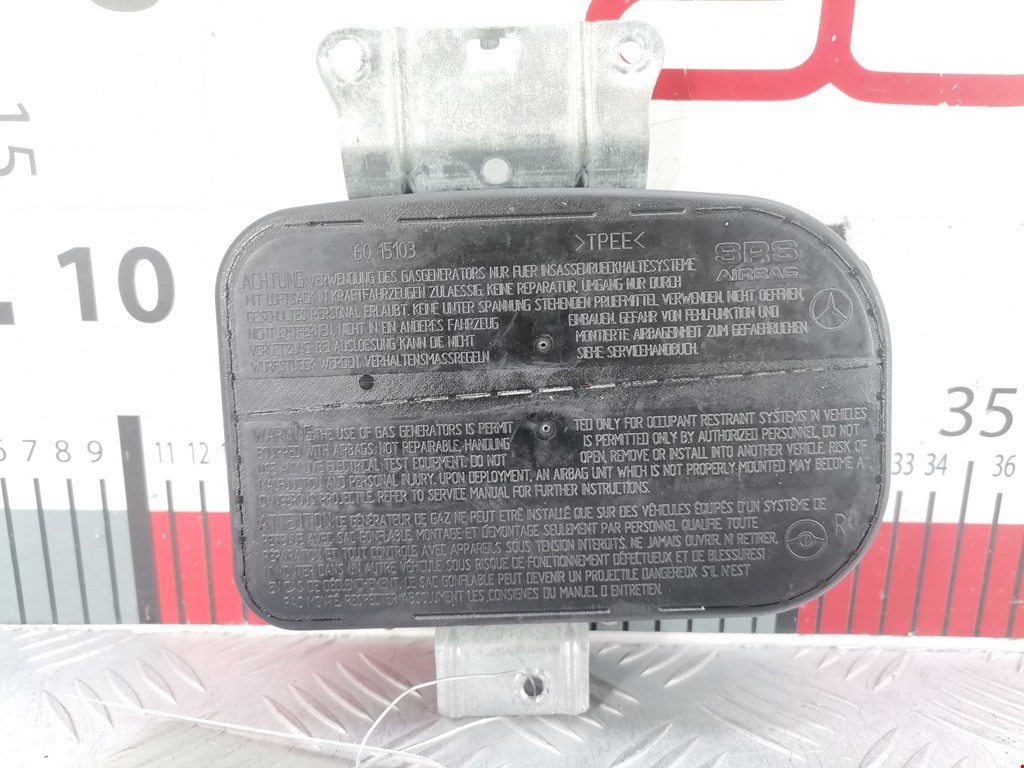 15
60 15103
>TPEE<
SRS
AIRBAG
ACHTUNG: VERWENDUNG DES GASGENERATORS NUR FUER INSASSENRUECKHALTESYSTEME
MIT LUFTSACK IN KRAFTFAHRZEUGEN ZULAESSIG. KEINE REPARATUR, UMGANG NUR DURCH
GESCHULTES PERSONAL ERLAUBT. KEINE UNTER SPANNUNG STEHENDEN PRUEFMITTEL VERWENDEN. NICHT OEFFNEN,
NICHT ENTFERNEN, NICHT IN EIN ANDERES FAHRZEUG EINBAUEN. GEFAHR VON FEHLFUNKTION UND
VERLETZUNG. BEI AUSLOESUNG KANN DIE NICHT MONTIERTE AIRBAGEINHEIT ZUM GEFAEHRLICHEN
WURFSTUECK WERDEN. VERHALTENSMASSREGELN SIEHE SERVICEHANDBUCH.
10
35
WARNING: THE USE OF GAS GENERATORS IS PERMIT TED ONLY FOR OCCUPANT RESTRAINT SYSTEMS IN VEHICLES
EQUIPPED WITH AIRBAGS. NOT REPAIRABLE, HANDLING IS PERMITTED ONLY BY AUTHORIZED PERSONNEL. DO NOT
USE ANY LIVE ELECTRICAL TEST EQUIPMENT. DO NOT OPEN, REMOVE OR INSTALL INTO ANOTHER VEHICLE RISK OF
MALFUNCTION AND PERSONAL INJURY. UPON DEPLOYMENT, AN AIRBAG UNIT WHICH IS NOT PROPERLY MOUNTED MAY BECOME A
DANGEROUS PROJECTILE. REFER TO SERVICE MANUAL FOR FURTHER INSTRUCTIONS.
6 7 8 9 11 12 33 34 36
ATTENTION: LE GÉNÉRATEUR DE GAZ NE PEUT ETRÊ INSTALLÉ QUE SUR DES VÉHICULES ÉQUIPÉS D'UN SYSTÈME DE
RETENUE AVEC SAC GONFLABLE. MONTAGE ET DÉMONTAGE SEULEMENT PAR PERSONNEL QUALIFIE. TOUTE
RÉPARATION ET TOUT CONTROLE AVEC APPAREILS SOUS TENSION INTERDITS. NE JAMAIS OUVRIR, NI RETIRER,
NI MONTER DANS UN AUTRE VÉHICULE SOUS RISQUE DE FONCTIONNEMENT DÉFECTUEUX ET DE BLESSURES!
EN CAS DE DÉCLENCHEMENT, LE SAC GONFLABLE PEUT DEVENIR UN PROJECTILE DANGEREUX S'IL N'EST
PAS MONTÉ. RESPECTER ABSOLUMENT LES CONSIGNES DU MANUEL D'ENTRETIEN.
R